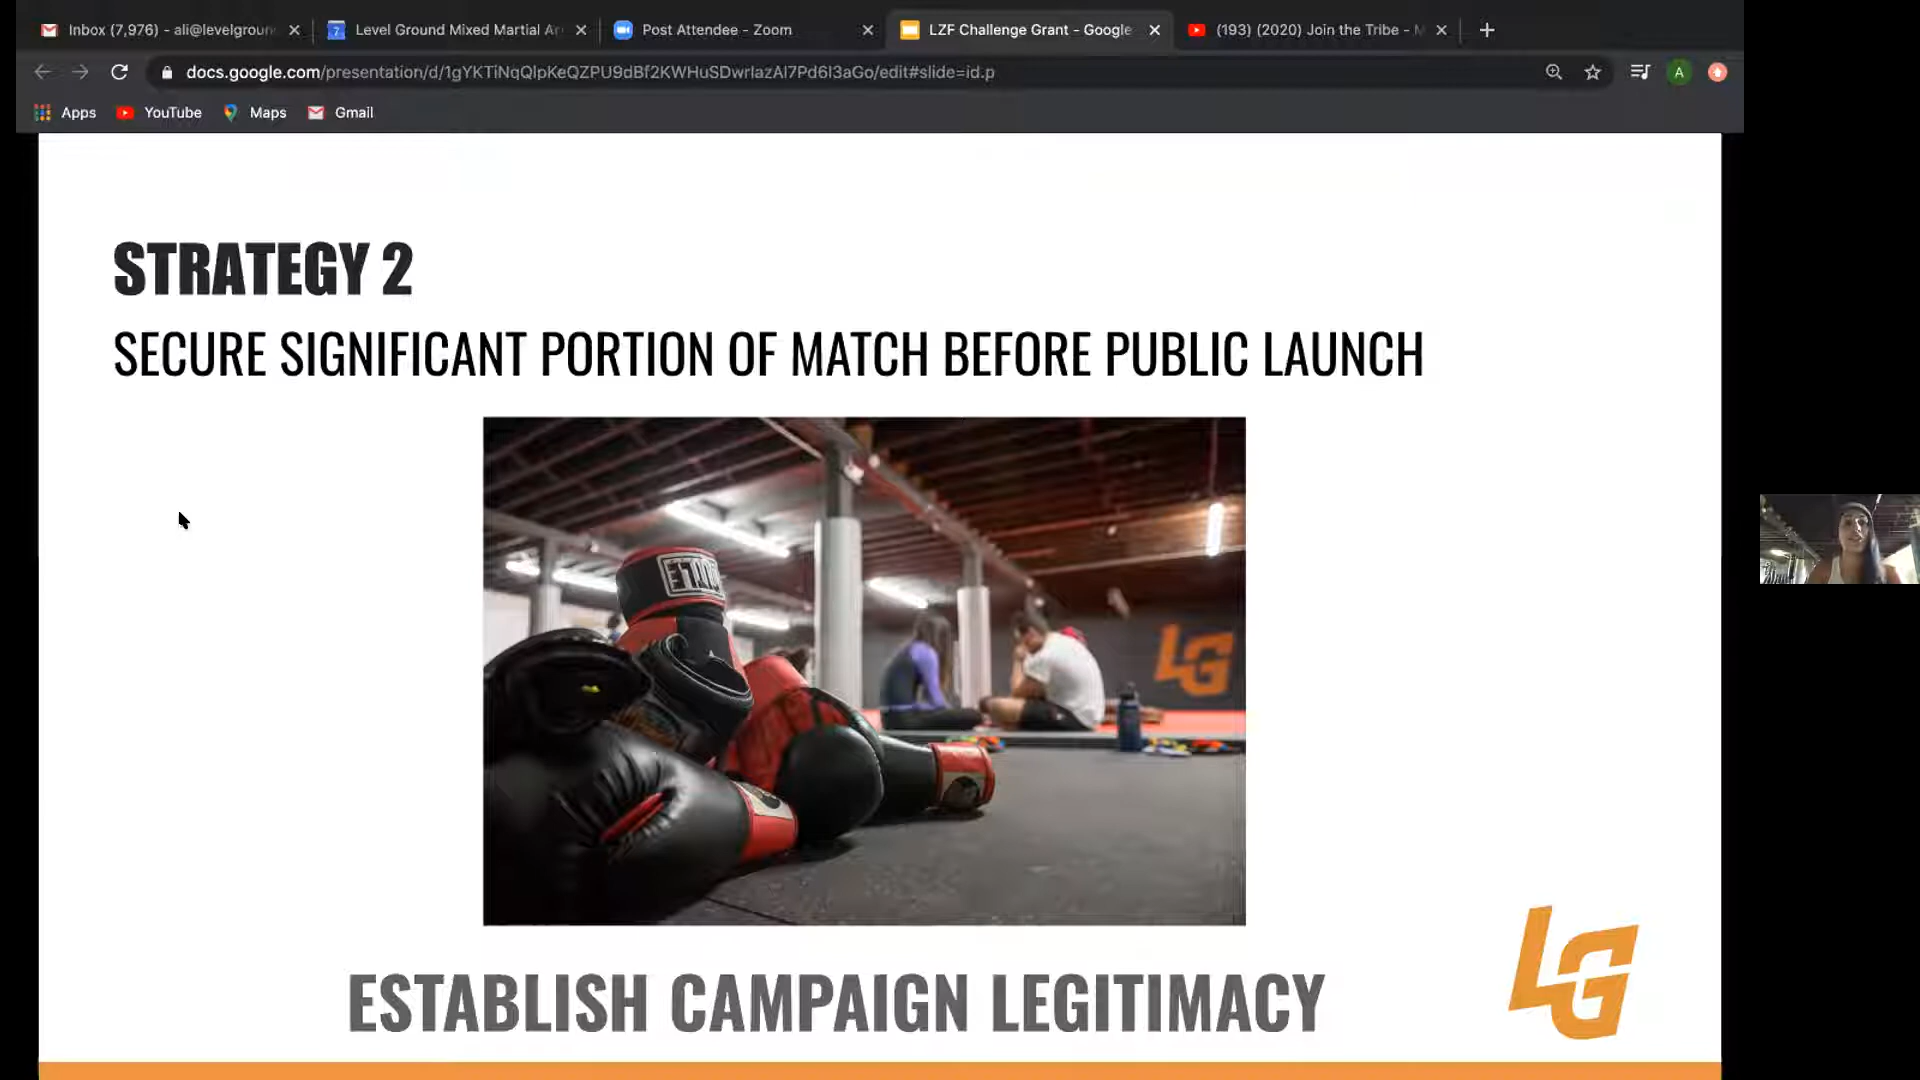 Inbox (7,976) - ali@levelgroun
Level Ground Mixed Martial Ar
Post Attendee - Zoom
LZF Challenge Grant - Google
(193) (2020) Join the Tribe - M
docs.google.com/presentation/d/1gYKTiNqQlpKeQZPU9dBf2KWHuSDwrlazAl7Pd6l3aGo/edit#slide=id.p
A
Apps
YouTube
Maps
Gmail
STRATEGY 2
SECURE SIGNIFICANT PORTION OF MATCH BEFORE PUBLIC LAUNCH
LG
ESTABLISH CAMPAIGN LEGITIMACY
LG